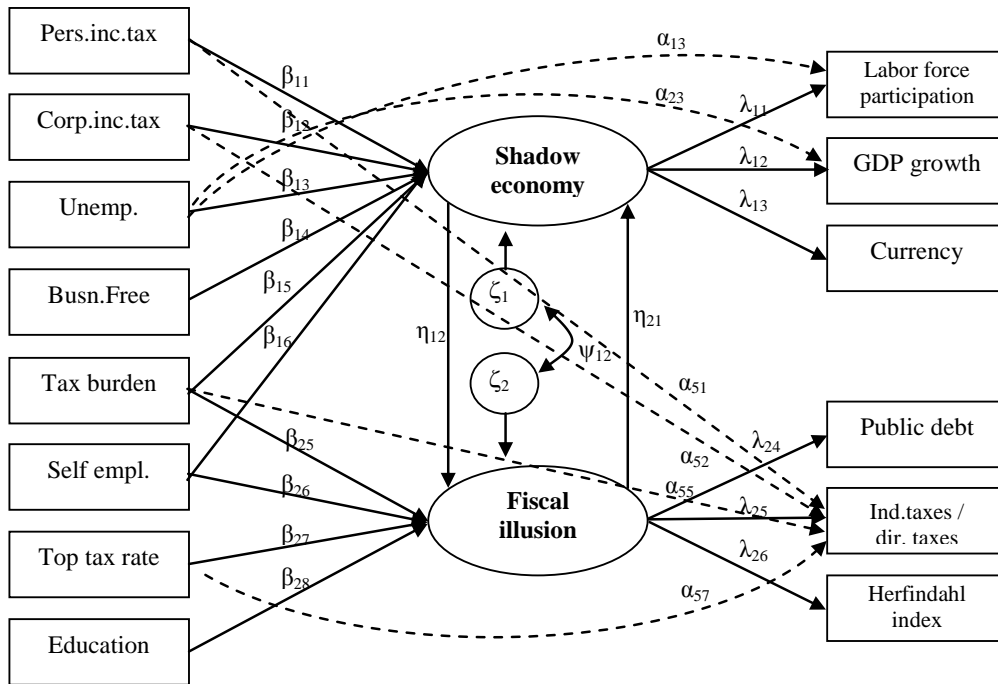 Pers.inc.tax
Corp.inc.tax
Unemp.
Busn.Free
Tax burden
Self empl.
Top tax rate
Education
β11
β12
β13
β14
β15
β16
β25
β26
β27
β28
Shadow
economy
ζ1
ζ2
ψ12
η12
η21
Fiscal
illusion
α13
α23
λ11
λ12
λ13
α51
α52
α55
α57
λ24
λ25
λ26
Labor force
participation
GDP growth
Currency
Public debt
Ind.taxes /
dir. taxes
Herfindahl
index